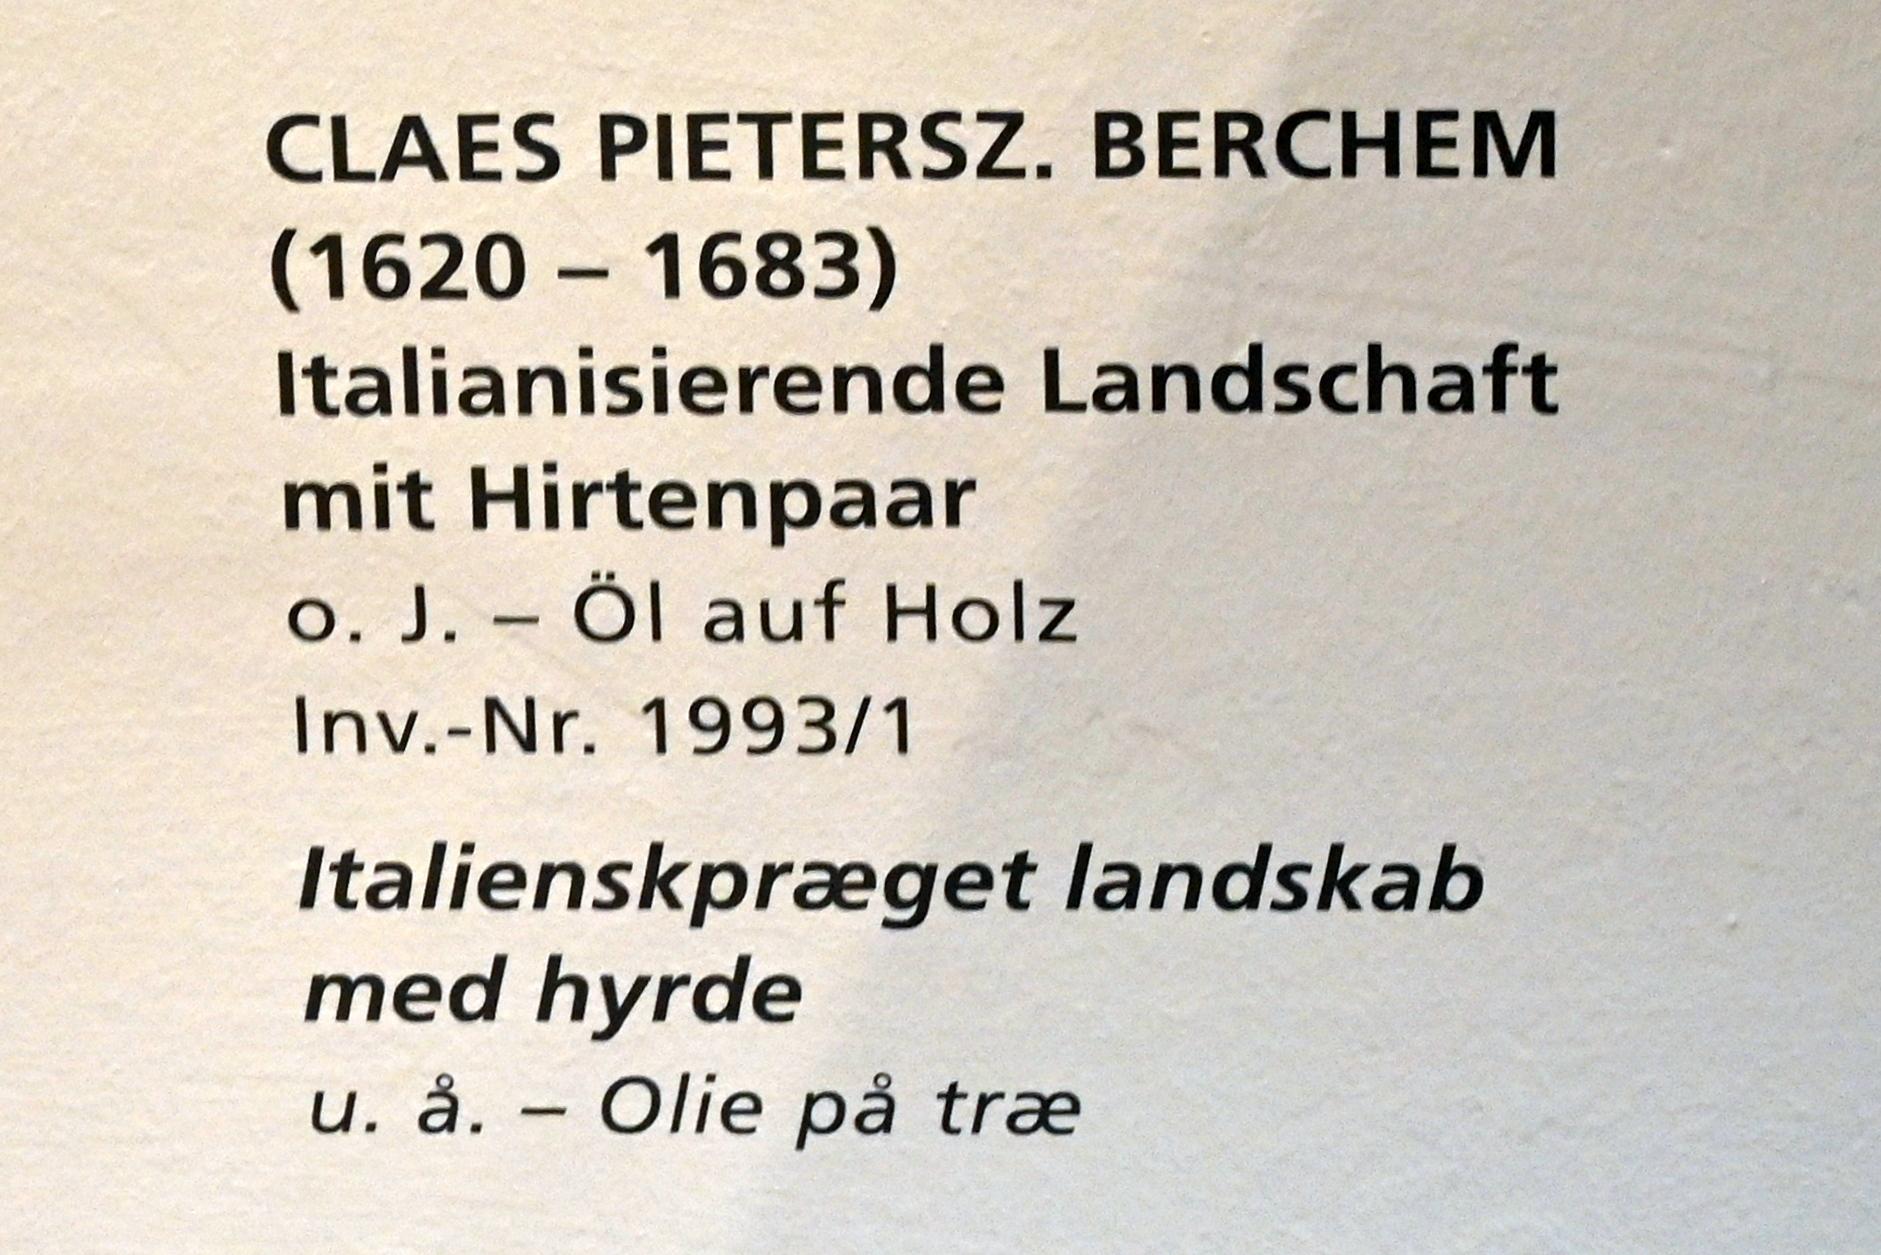 CLAES PIETERSZ. BERCHEM
(1620 – 1683)
Italianisierende Landschaft
mit Hirtenpaar
o. J. – Öl auf Holz
Inv.-Nr. 1993/1
Italienskpræget landskab
med hyrde
u. å. – Olie på træ